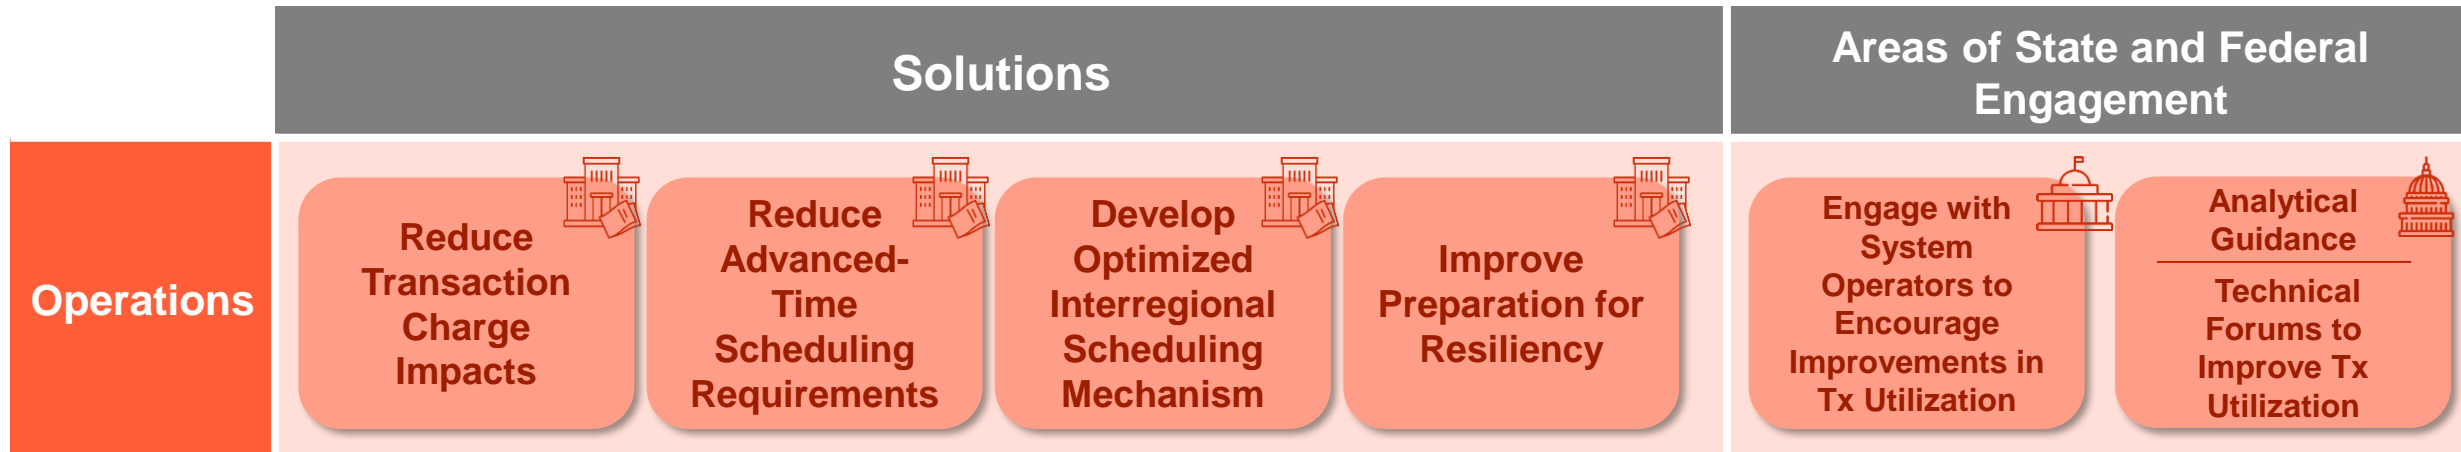 Solutions
Areas of State and Federal
Engagement
Operations
Reduce
Transaction
Charge
Impacts
Reduce
Advanced-
Time
Scheduling
Requirements
Develop
Optimized
Interregional
Scheduling
Mechanism
Improve
Preparation for
Resiliency
Engage with
System
Operators to
Encourage
Improvements in
Tx Utilization
Analytical
Guidance
Technical
Forums to
Improve Tx
Utilization